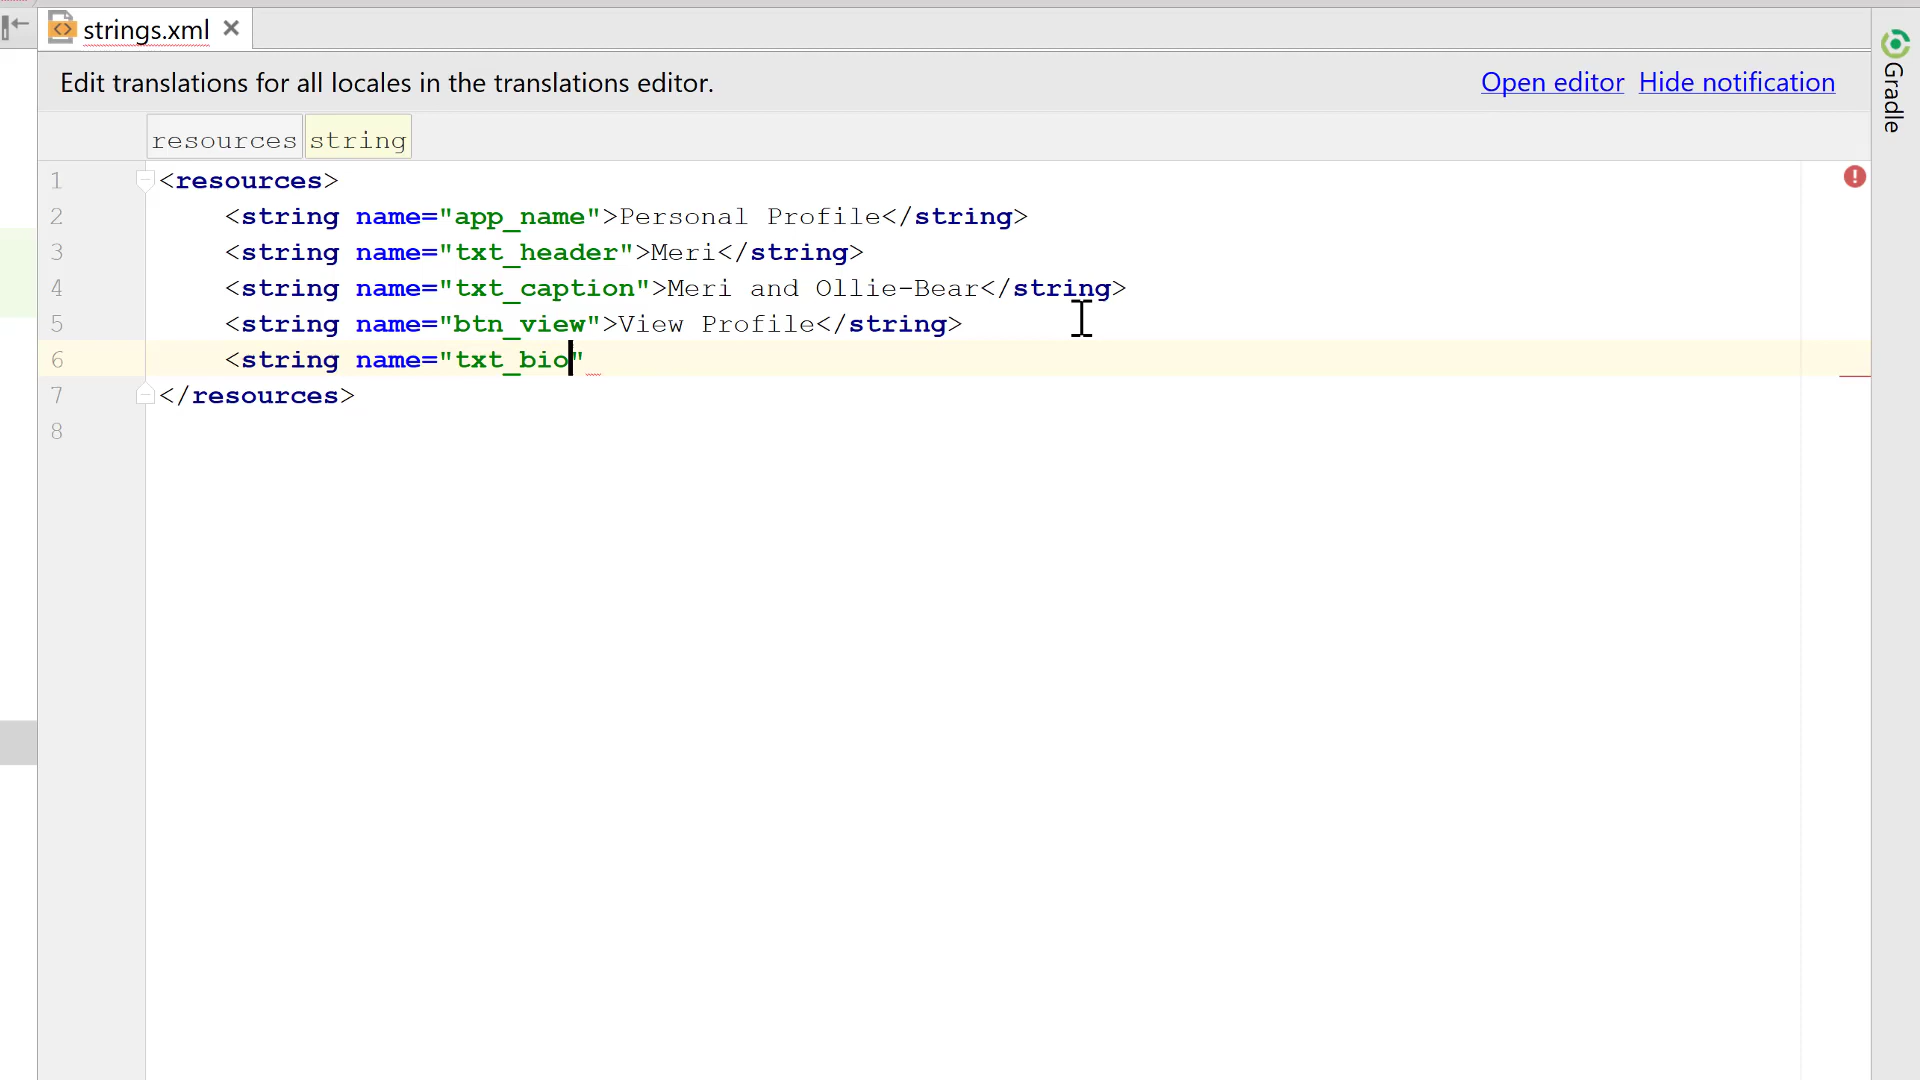 strings.xml
Edit translations for all locales in the translations editor. Open editor Hide notification
Gradle
resources string
1 <resources>
2 <string name="app_name">Personal Profile</string>
3 <string name="txt_header">Meri</string>
4 <string name="txt_caption">Meri and Ollie-Bear</string>
5 <string name="btn_view">View Profile</string>
6 <string name="txt_bio"
7 </resources>
8